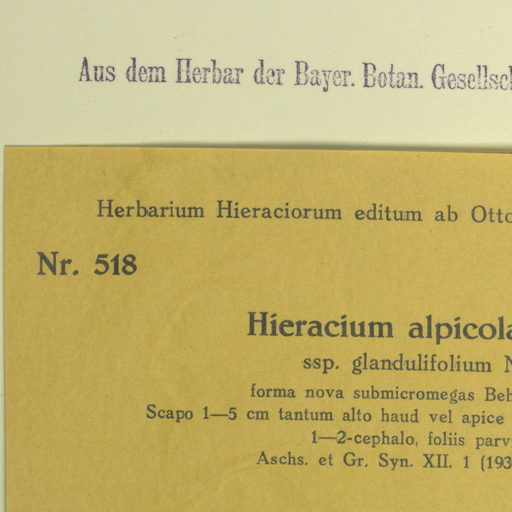 Aus dem Herbar der Bayer. Botan. Gesellsch
Herbarium Hieraciorum editum ab Otto
Nr. 518
Hieracium alpicola
ssp. glandulifolium N
forma nova submicromegas Beh
Scapo 1—5 cm tantum alto haud vel apice
1—2-cephalo, foliis parv
Aschs. et Gr. Syn. XII. 1 (193